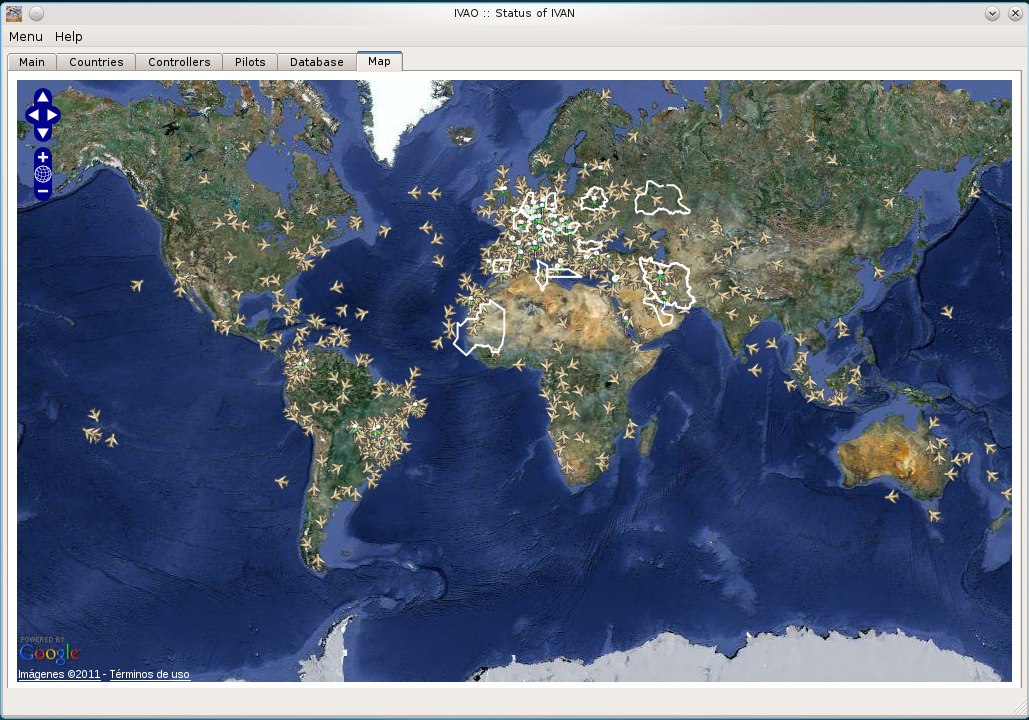 IVAO :: Status of IVAN
Menu Help
Main Countries Controllers Pilots Database Map
POWERED BY
Google
Imágenes ©2011 - Términos de uso